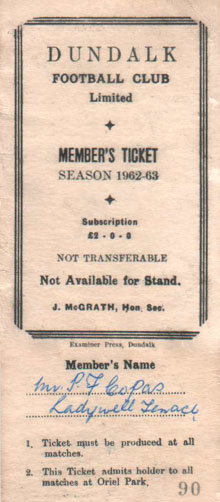 DUNDALK
FOOTBALL CLUB
Limited
MEMBER'S TICKET
SEASON 1962-63
Subscription
£2-0-0
NOT TRANSFERABLE
Not Available for Stand.
J. McGRATH, Hon. Sec.
Examiner Press, Dundalk
Member's Name
Mr P. F Copas
Ladywell Terrace
1. Ticket must be produced at all
matches.
2. This Ticket admits holder to all
matches at Oriel Park.
90